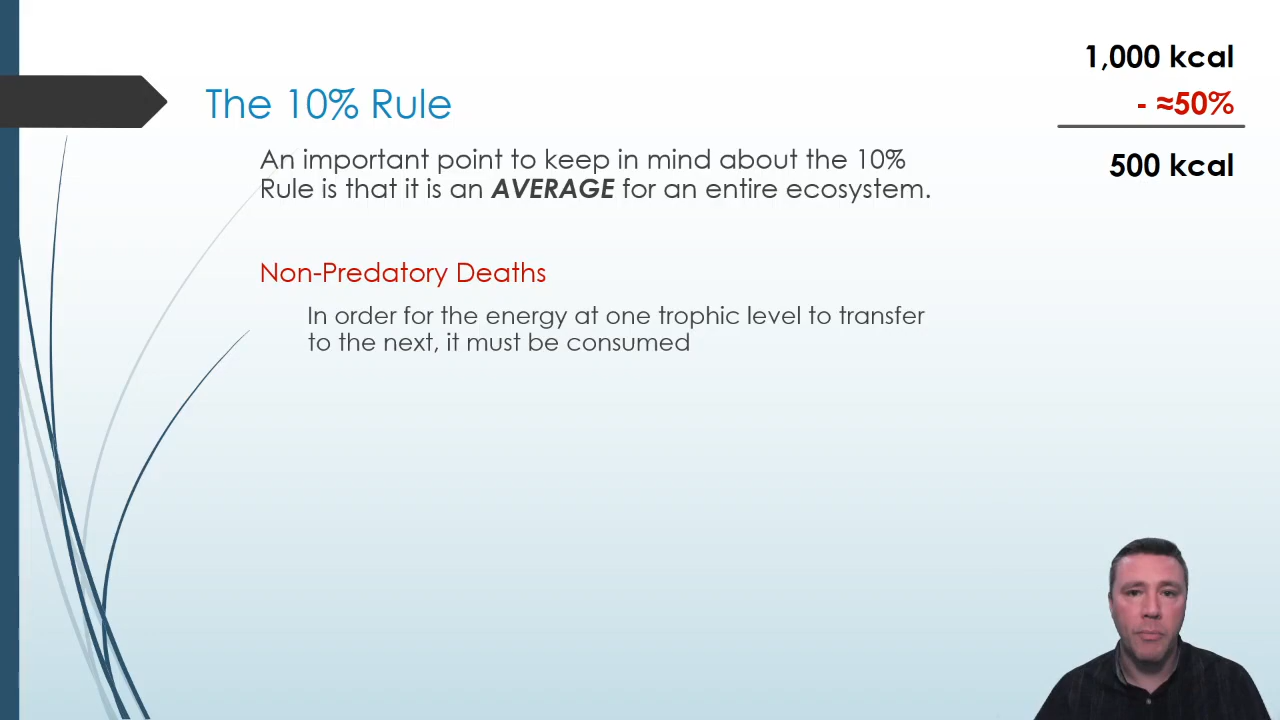 The 10% Rule
An important point to keep in mind about the 10%
Rule is that it is an AVERAGE for an entire ecosystem.
Non-Predatory Deaths
In order for the energy at one trophic level to transfer
to the next, it must be consumed
1,000 kcal
- ≈50%
500 kcal